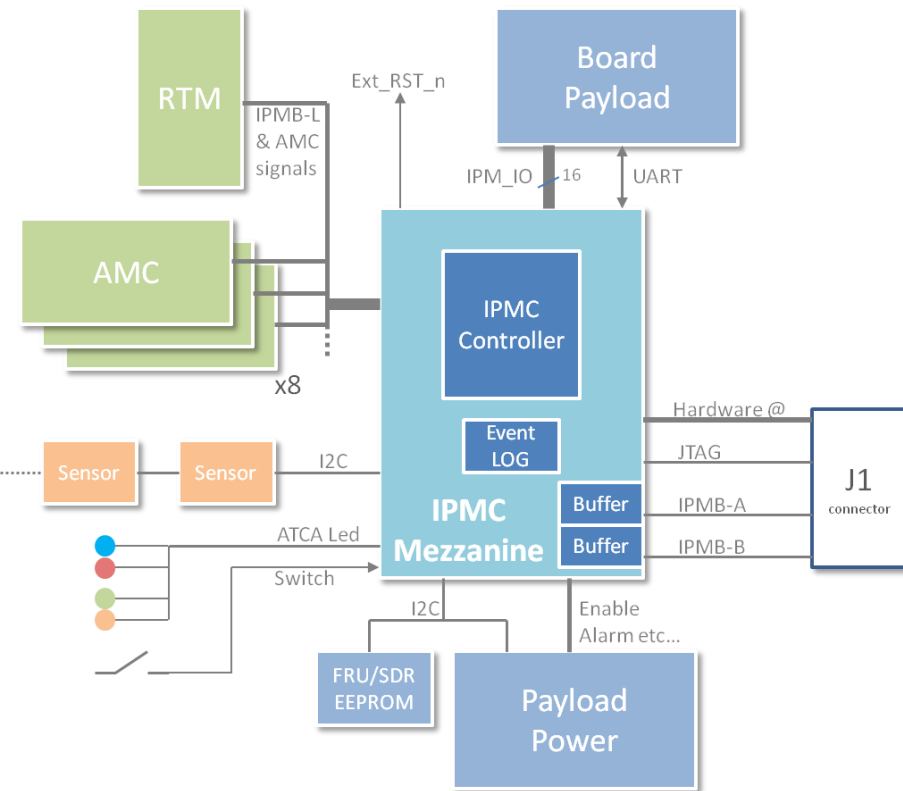 RTM
IPMB-L
& AMC
signals
Ext_RST_n
Board
Payload
IPM_IO
16
UART
AMC
x8
IPMC
Controller
Event
LOG
Hardware @
JTAG
J1
connector
Sensor
Sensor
I2C
Buffer
IPMB-A
IPMC
Mezzanine
Buffer
IPMB-B
ATCA Led
Switch
I2C
Enable
Alarm etc...
FRU/SDR
EEPROM
Payload
Power